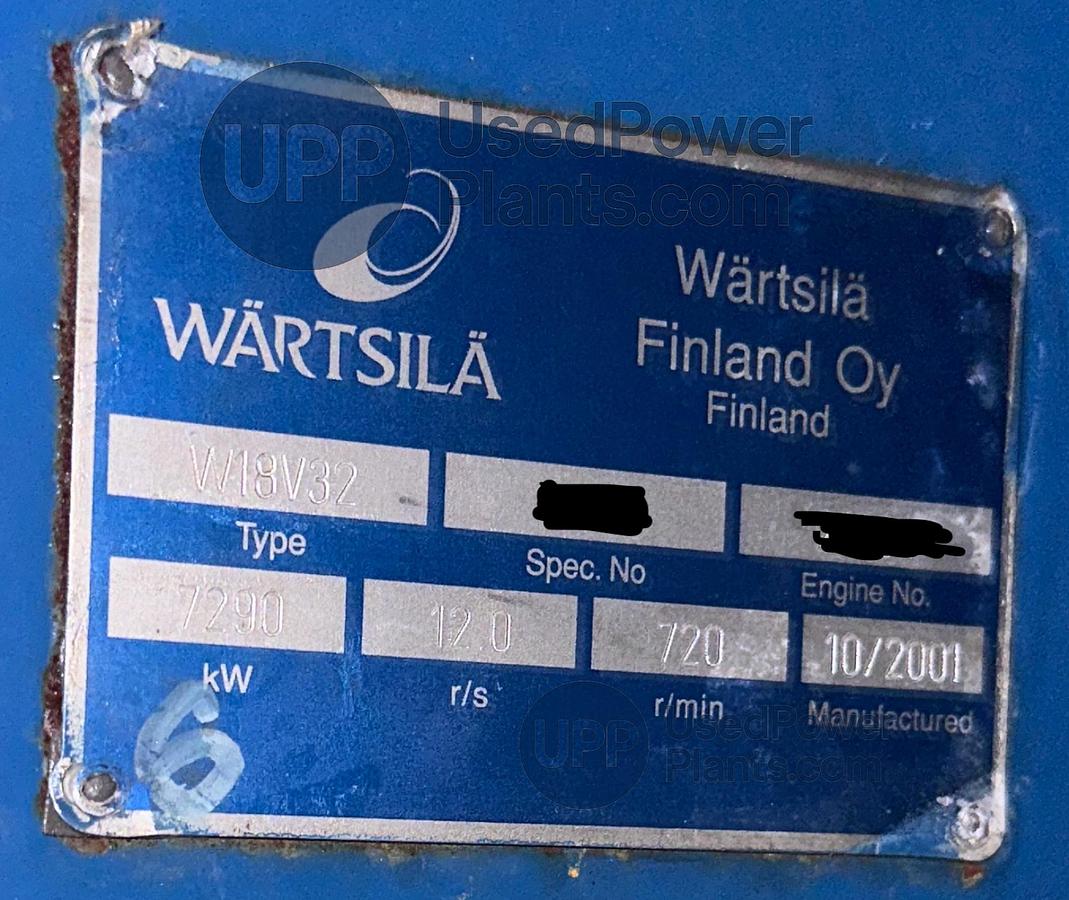 UPP
UsedPower
Plants.com
WÄRTSILÄ
Wärtsilä
Finland Oy
Finland
W18V32
Type
Spec. No
Engine No.
7290
12.0
720
10/2001
kW
r/s
r/min
Manufactured
6
UPP
UsedPower
Plants.com